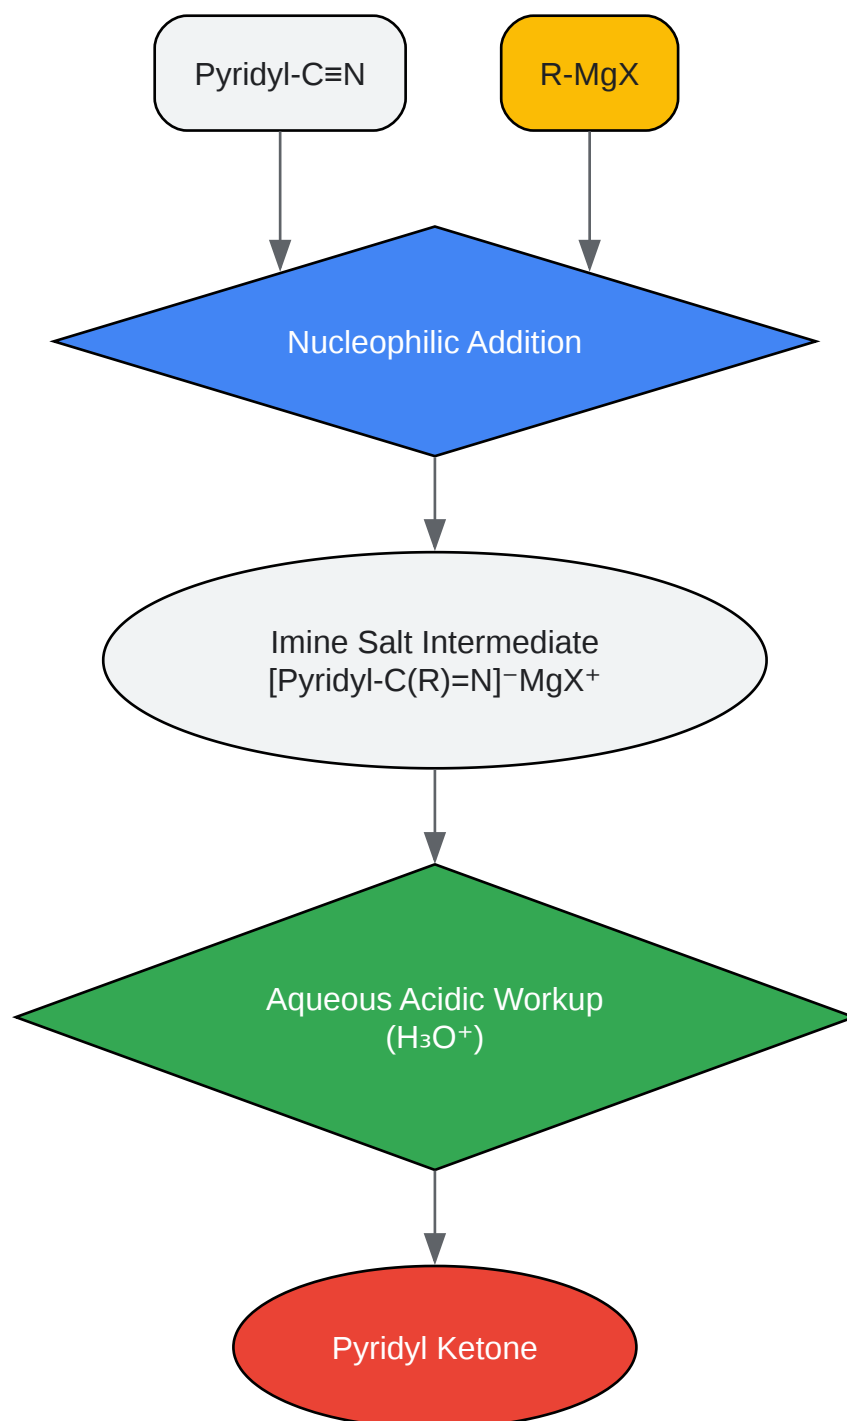 Pyridyl-C≡N
R-MgX
Nucleophilic Addition
Imine Salt Intermediate
[Pyridyl-C(R)=N]⁻MgX⁺
Aqueous Acidic Workup
(H₃O⁺)
Pyridyl Ketone